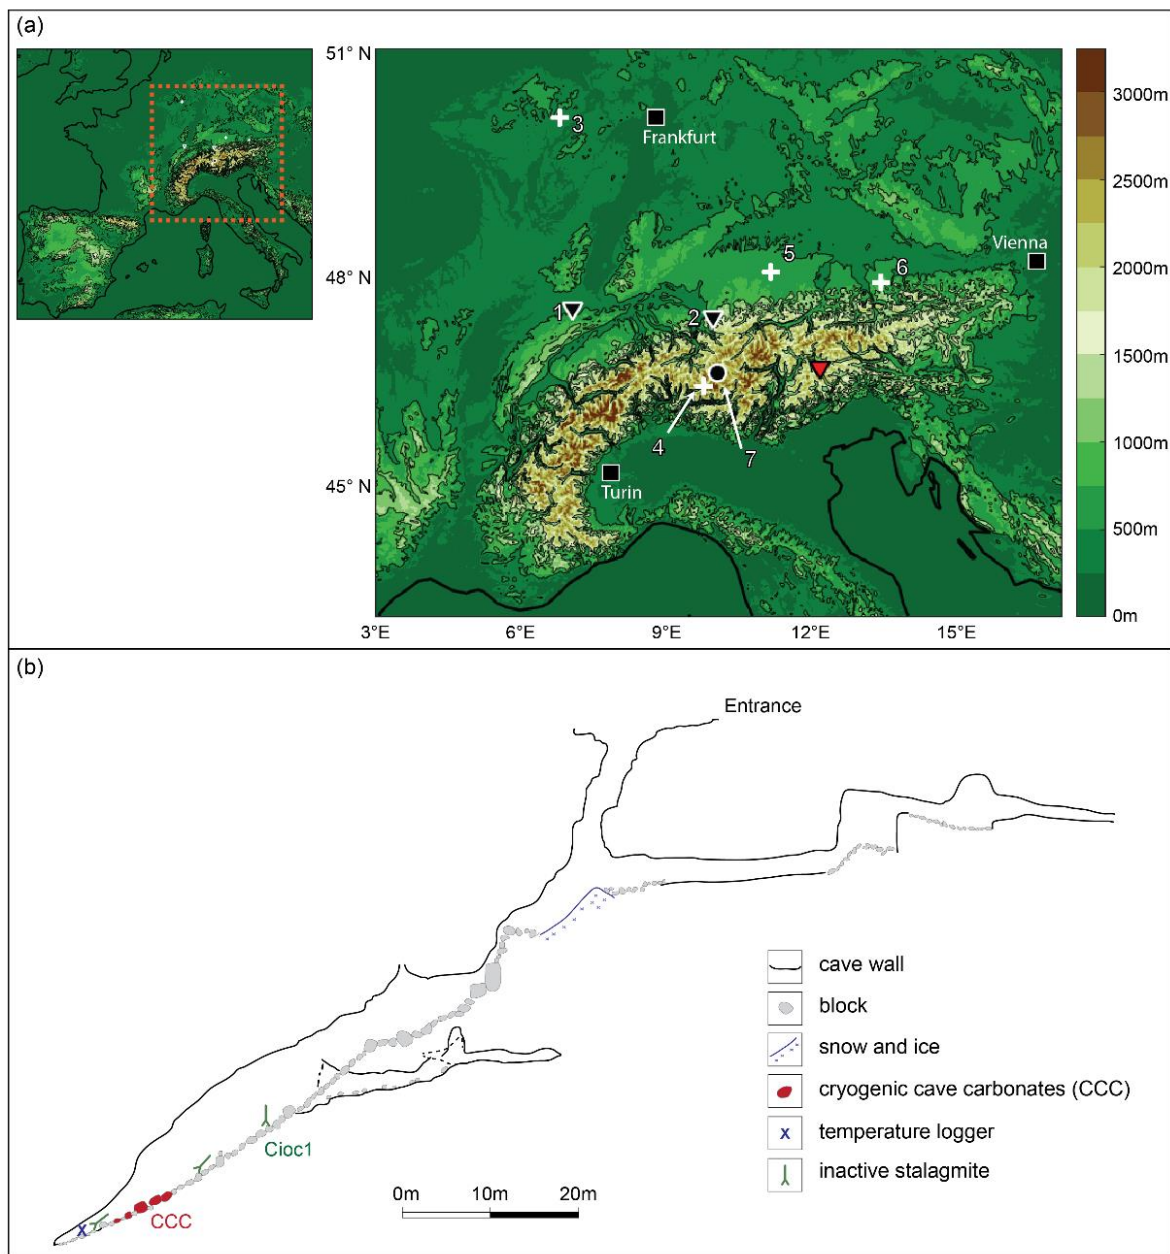 (a)
51° N
3000m
3
Frankfurt
2500m
Vienna
5
6
2000m
48° N
1
2
1500m
4
7
1000m
45° N
Turin
500m
0m
3°E
6°E
9°E
12°E
15°E
(b)
Entrance
cave wall
block
snow and ice
cryogenic cave carbonates (CCC)
x
temperature logger
inactive stalagmite
Cioc1
CCC
x
0m
10m
20m